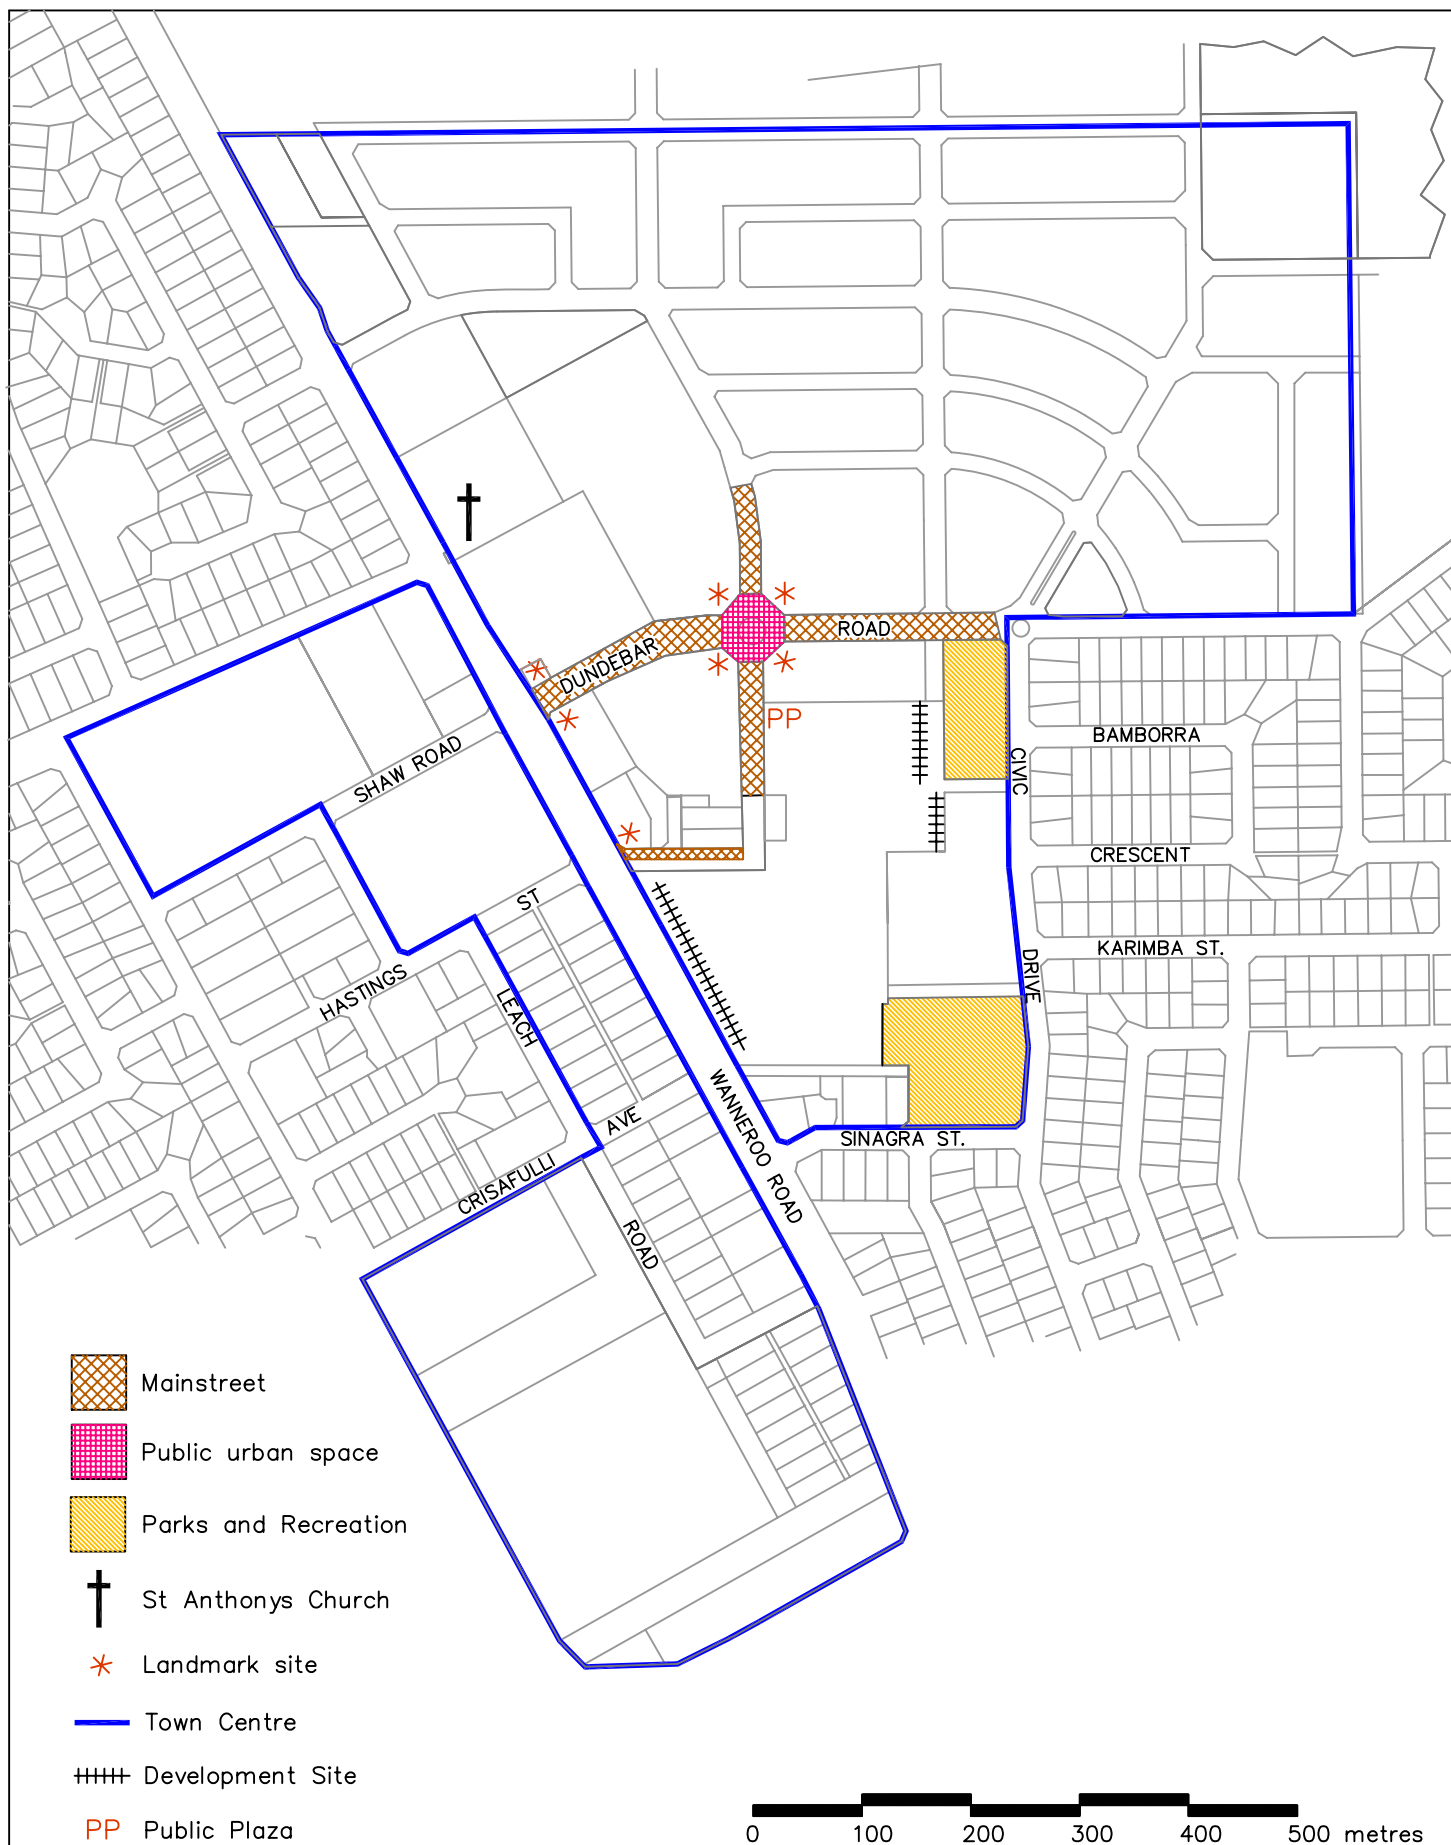 DUNDEBAR
ROAD
PP
SHAW ROAD
BAMBORRA
CIVIC
CRESCENT
ST
KARIMBA ST.
DRIVE
HASTINGS
LEACH
WANNEROO ROAD
AVE
SINAGRA ST.
CRISAFULLI
ROAD
Mainstreet
Public urban space
Parks and Recreation
St Anthonys Church
Landmark site
Town Centre
Development Site
PP Public Plaza
0 100 200 300 400 500 metres